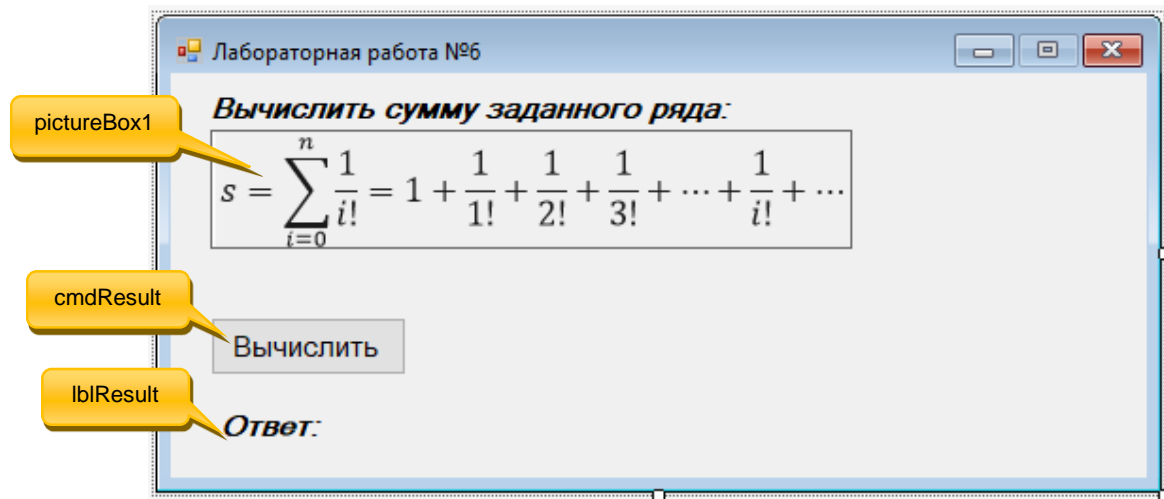 Лабораторная работа №6
Вычислить сумму заданного ряда:
pictureBox1
s = ∑_{i=0}^{n} 1/i! = 1 + 1/1! + 1/2! + 1/3! + ⋯ + 1/i! + ⋯
cmdResult
Вычислить
lblResult
Ответ: